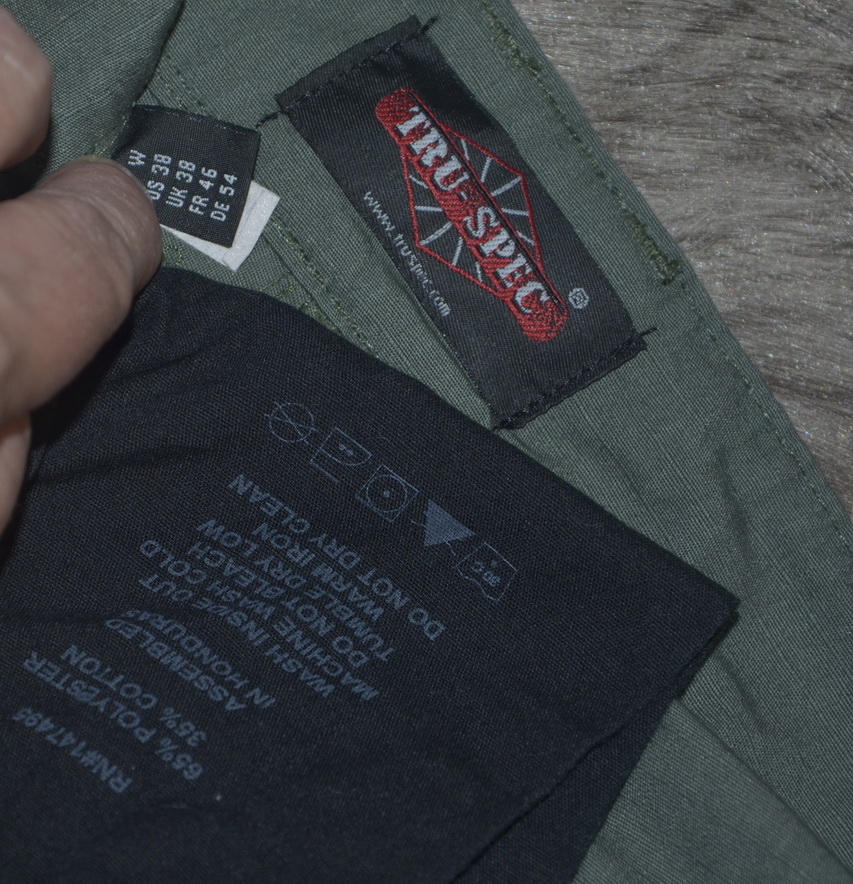 TRU-SPEC®
www.truspec.com
W
US 38
UK 38
FR 46
DE 54
RN#147495
65% POLYESTER
35% COTTON
ASSEMBLED
IN HONDURAS
WASH INSIDE OUT
MACHINE WASH COLD
DO NOT BLEACH
TUMBLE DRY LOW
WARM IRON
DO NOT DRY CLEAN
30°C